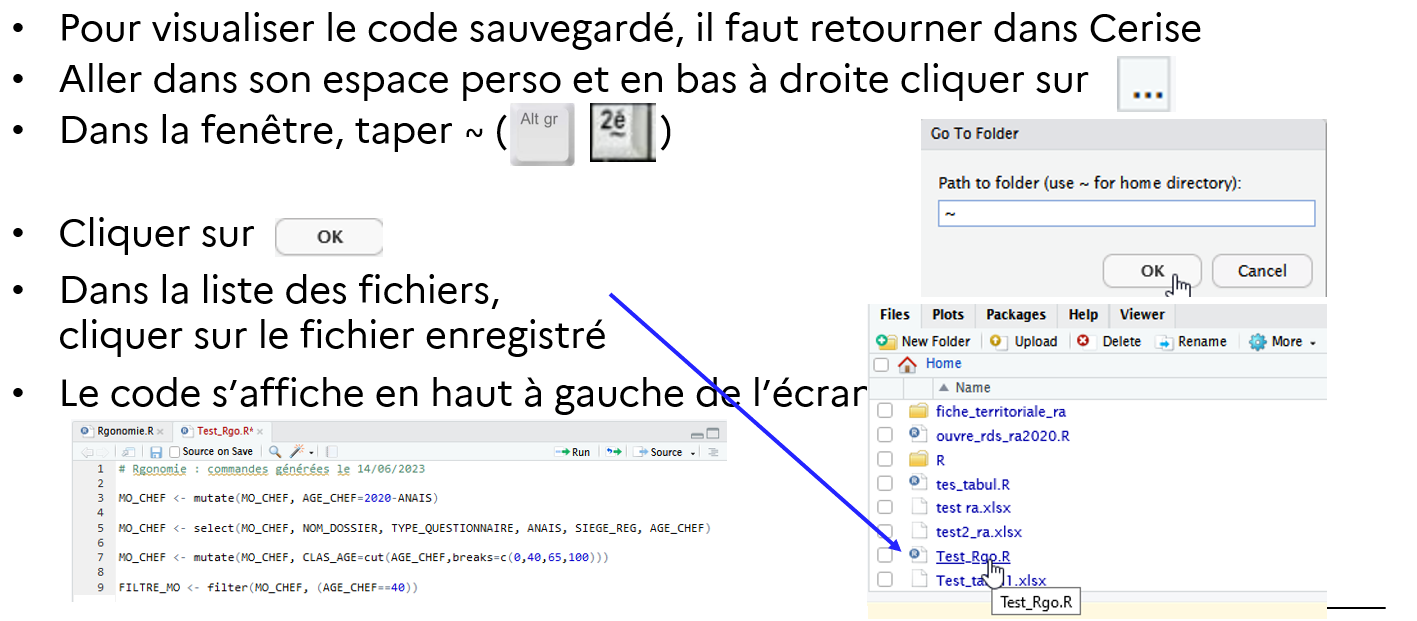 • Pour visualiser le code sauvegardé, il faut retourner dans Cerise
• Aller dans son espace perso et en bas à droite cliquer sur ...
• Dans la fenêtre, taper ~ ( Alt gr 2é )
Go To Folder
Path to folder (use ~ for home directory):
~
OK Cancel
• Cliquer sur OK
• Dans la liste des fichiers,
cliquer sur le fichier enregistré
• Le code s'affiche en haut à gauche de l'écran
Files Plots Packages Help Viewer
New Folder Upload Delete Rename More
Home
Name
fiche_territoriale_ra
ouvre_rds_ra2020.R
R
tes_tabul.R
test ra.xlsx
test2_ra.xlsx
Test_Rgo.R
Test_Rgo.R
Rgonomie.R Test_Rgo.R*
Source on Save Run Source
1 # Rgonomie : commandes générées le 14/06/2023
2
3 MO_CHEF <- mutate(MO_CHEF, AGE_CHEF=2020-ANAIS)
4
5 MO_CHEF <- select(MO_CHEF, NOM_DOSSIER, TYPE_QUESTIONNAIRE, ANAIS, SIEGE_REG, AGE_CHEF)
6
7 MO_CHEF <- mutate(MO_CHEF, CLAS_AGE=cut(AGE_CHEF,breaks=c(0,40,65,100)))
8
9 FILTRE_MO <- filter(MO_CHEF, (AGE_CHEF==40))